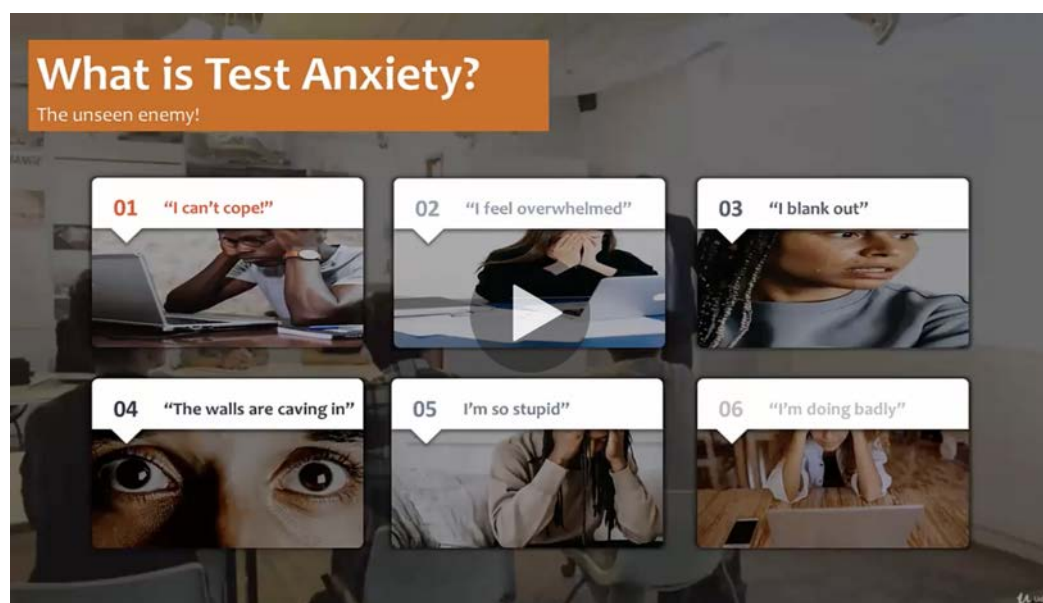 What is Test Anxiety?
The unseen enemy!
01 “I can’t cope!”
02 “I feel overwhelmed”
03 “I blank out”
04 “The walls are caving in”
05 I’m so stupid”
06 “I’m doing badly”